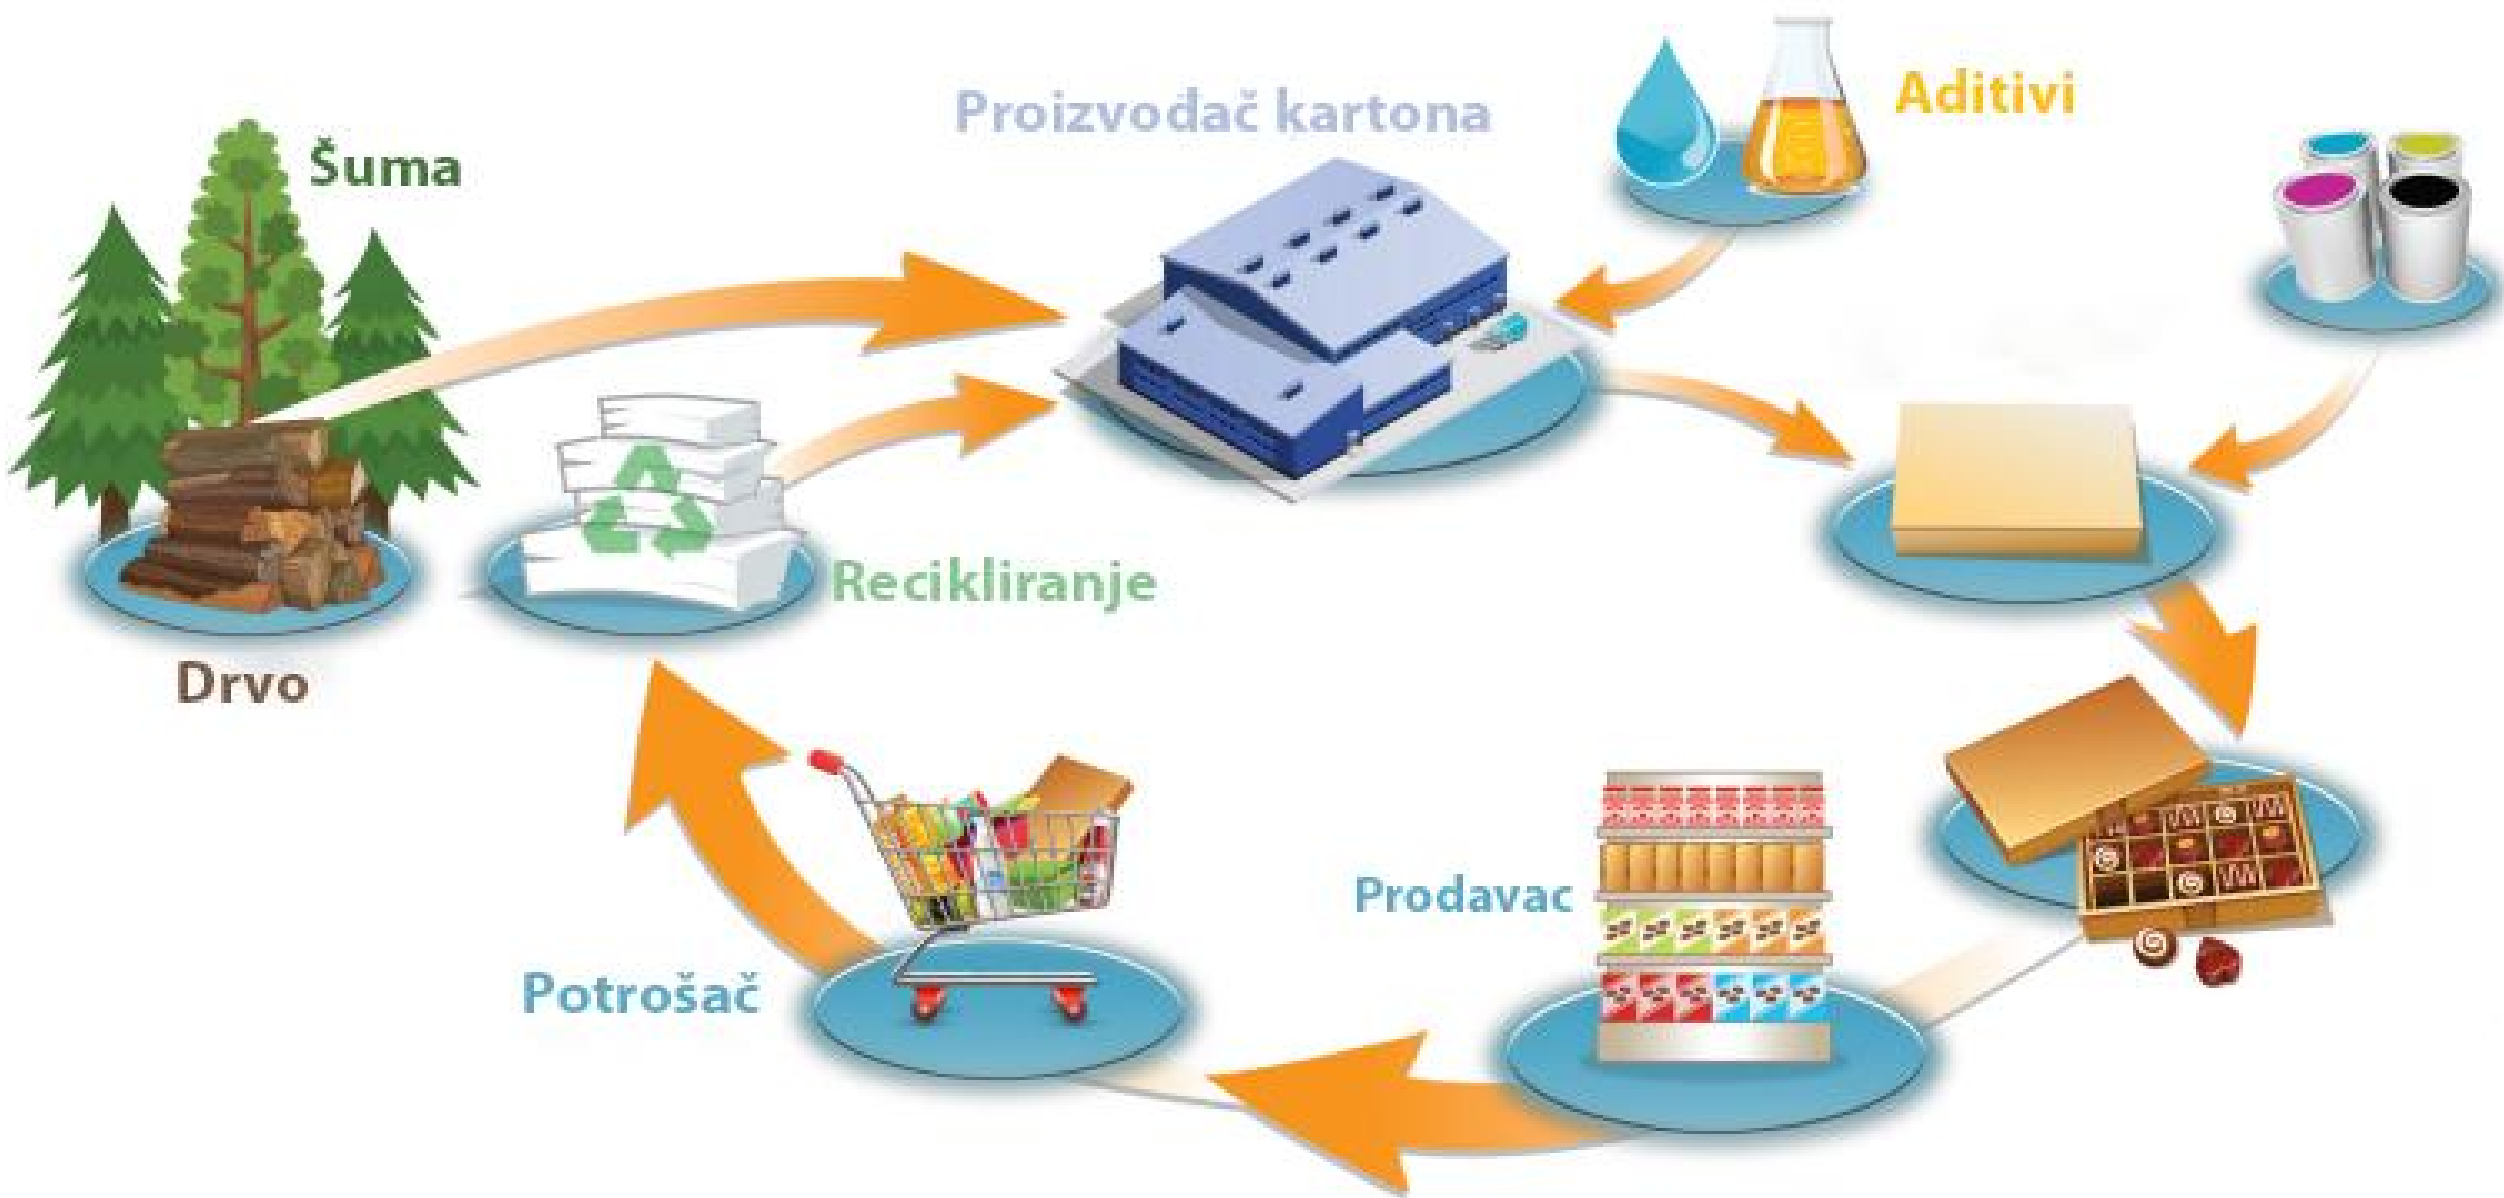 Proizvođač kartona
Aditivi
Šuma
Recikliranje
Drvo
Prodavac
Potrošač